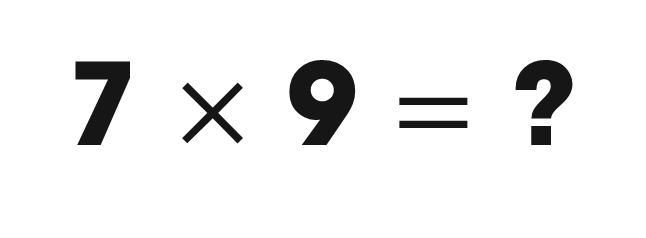 7 × 9 = ?